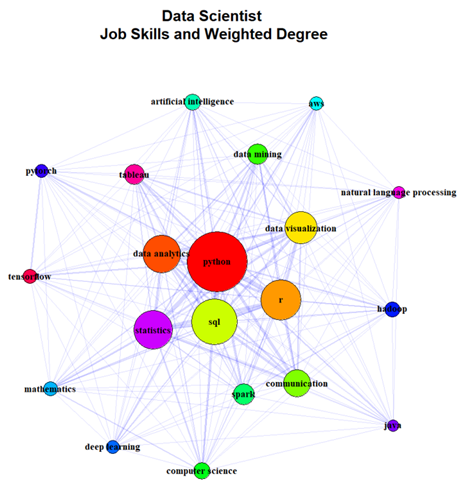 Data Scientist
Job Skills and Weighted Degree
artificial intelligence
aws
data mining
pytorch
tableau
natural language processing
data visualization
data analytics
python
tensorflow
r
hadoop
sql
statistics
communication
mathematics
spark
java
deep learning
computer science